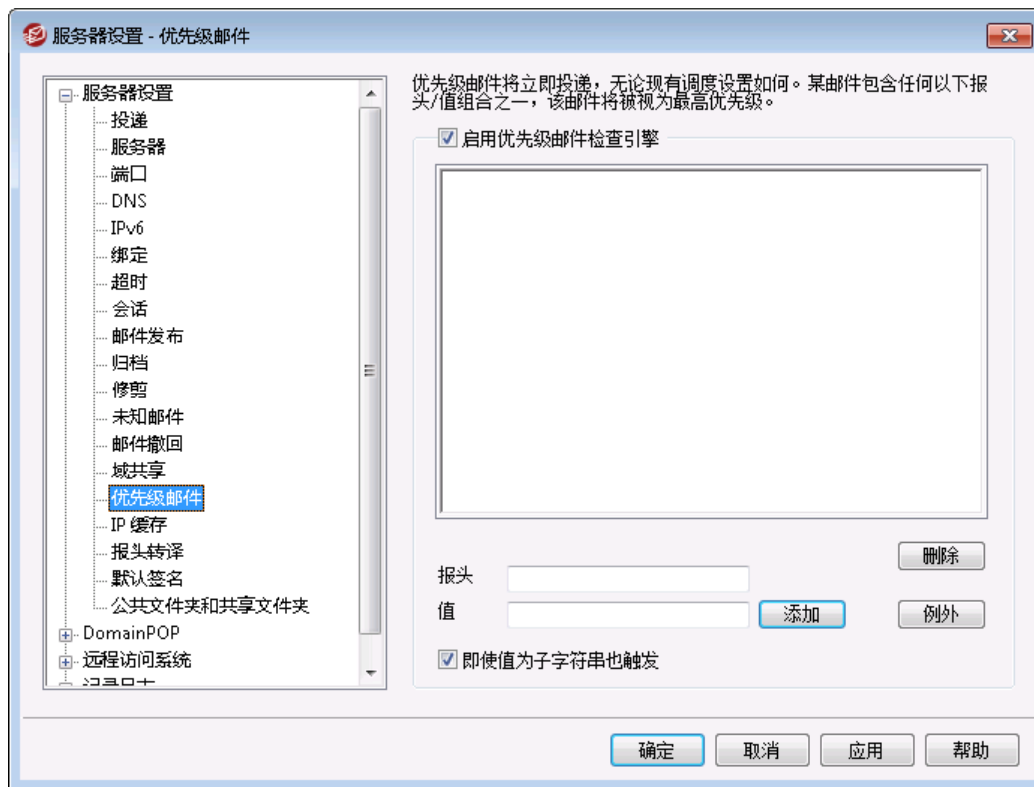 服务器设置 - 优先级邮件
服务器设置
投递
服务器
端口
DNS
IPv6
绑定
超时
会话
邮件发布
归档
修剪
未知邮件
邮件撤回
域共享
优先级邮件
IP 缓存
报头转译
默认签名
公共文件夹和共享文件夹
DomainPOP
远程访问系统
记录日志
优先级邮件将立即投递，无论现有调度设置如何。某邮件包含任何以下报
头/值组合之一，该邮件将被视为最高优先级。
启用优先级邮件检查引擎
删除
报头
值
添加
例外
即使值为子字符串也触发
确定
取消
应用
帮助